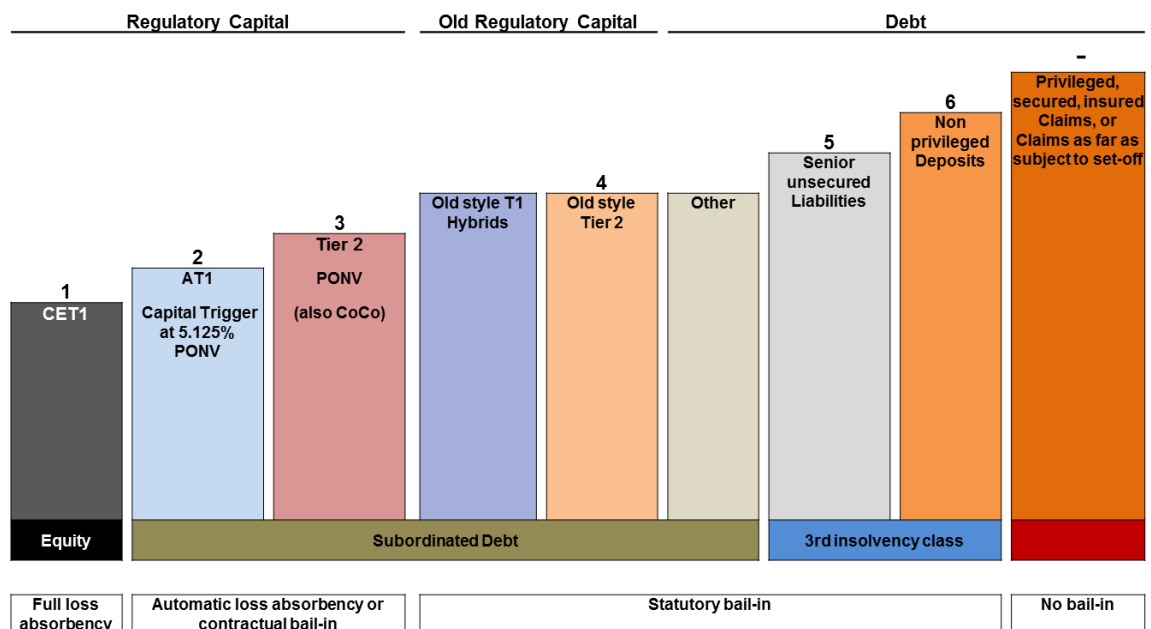 Regulatory Capital
Old Regulatory Capital
Debt
1
CET1
2
AT1
Capital Trigger
at 5.125%
PONV
3
Tier 2
PONV
(also CoCo)
Old style T1
Hybrids
4
Old style
Tier 2
Other
5
Senior
unsecured
Liabilities
6
Non
privileged
Deposits
–
Privileged,
secured, insured
Claims, or
Claims as far as
subject to set-off
Equity
Subordinated Debt
3rd insolvency class
Full loss
absorbency
Automatic loss absorbency or
contractual bail-in
Statutory bail-in
No bail-in